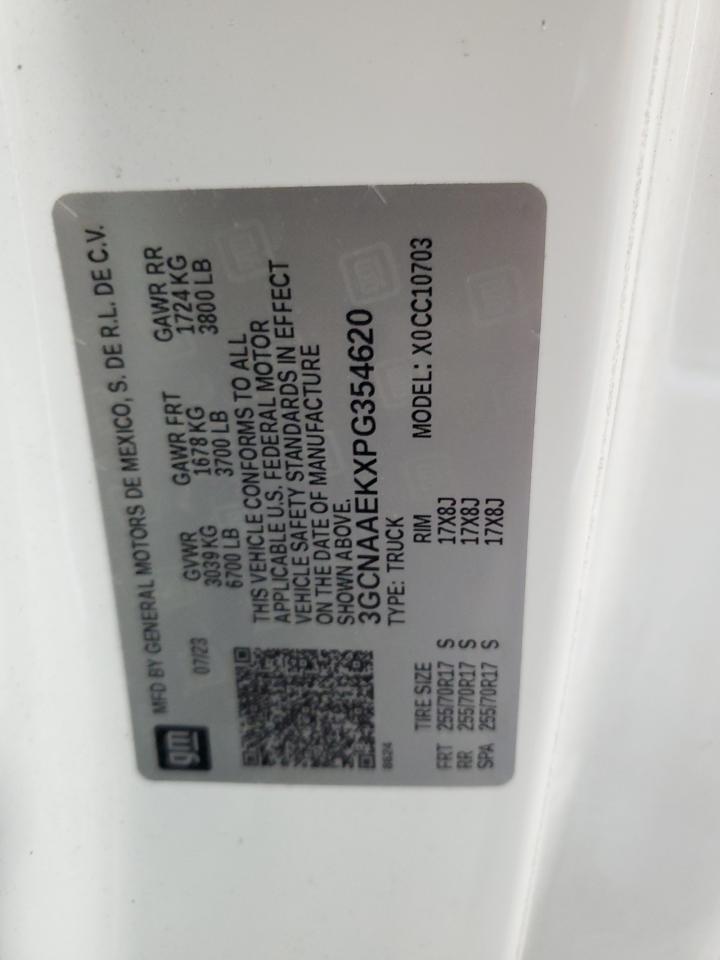 gm
MFD BY GENERAL MOTORS DE MEXICO, S. DE R.L. DE C.V.
07/23
GVWR GAWR FRT GAWR RR
3039 KG 1678 KG 1724 KG
6700 LB 3700 LB 3800 LB
THIS VEHICLE CONFORMS TO ALL
APPLICABLE U.S. FEDERAL MOTOR
VEHICLE SAFETY STANDARDS IN EFFECT
ON THE DATE OF MANUFACTURE
SHOWN ABOVE.
3GCNAAEKXPG354620
TYPE: TRUCK MODEL: X0CC10703
8624
TIRE SIZE RIM
FRT 255/70R17 S 17X8J
RR 255/70R17 S 17X8J
SPA 255/70R17 S 17X8J